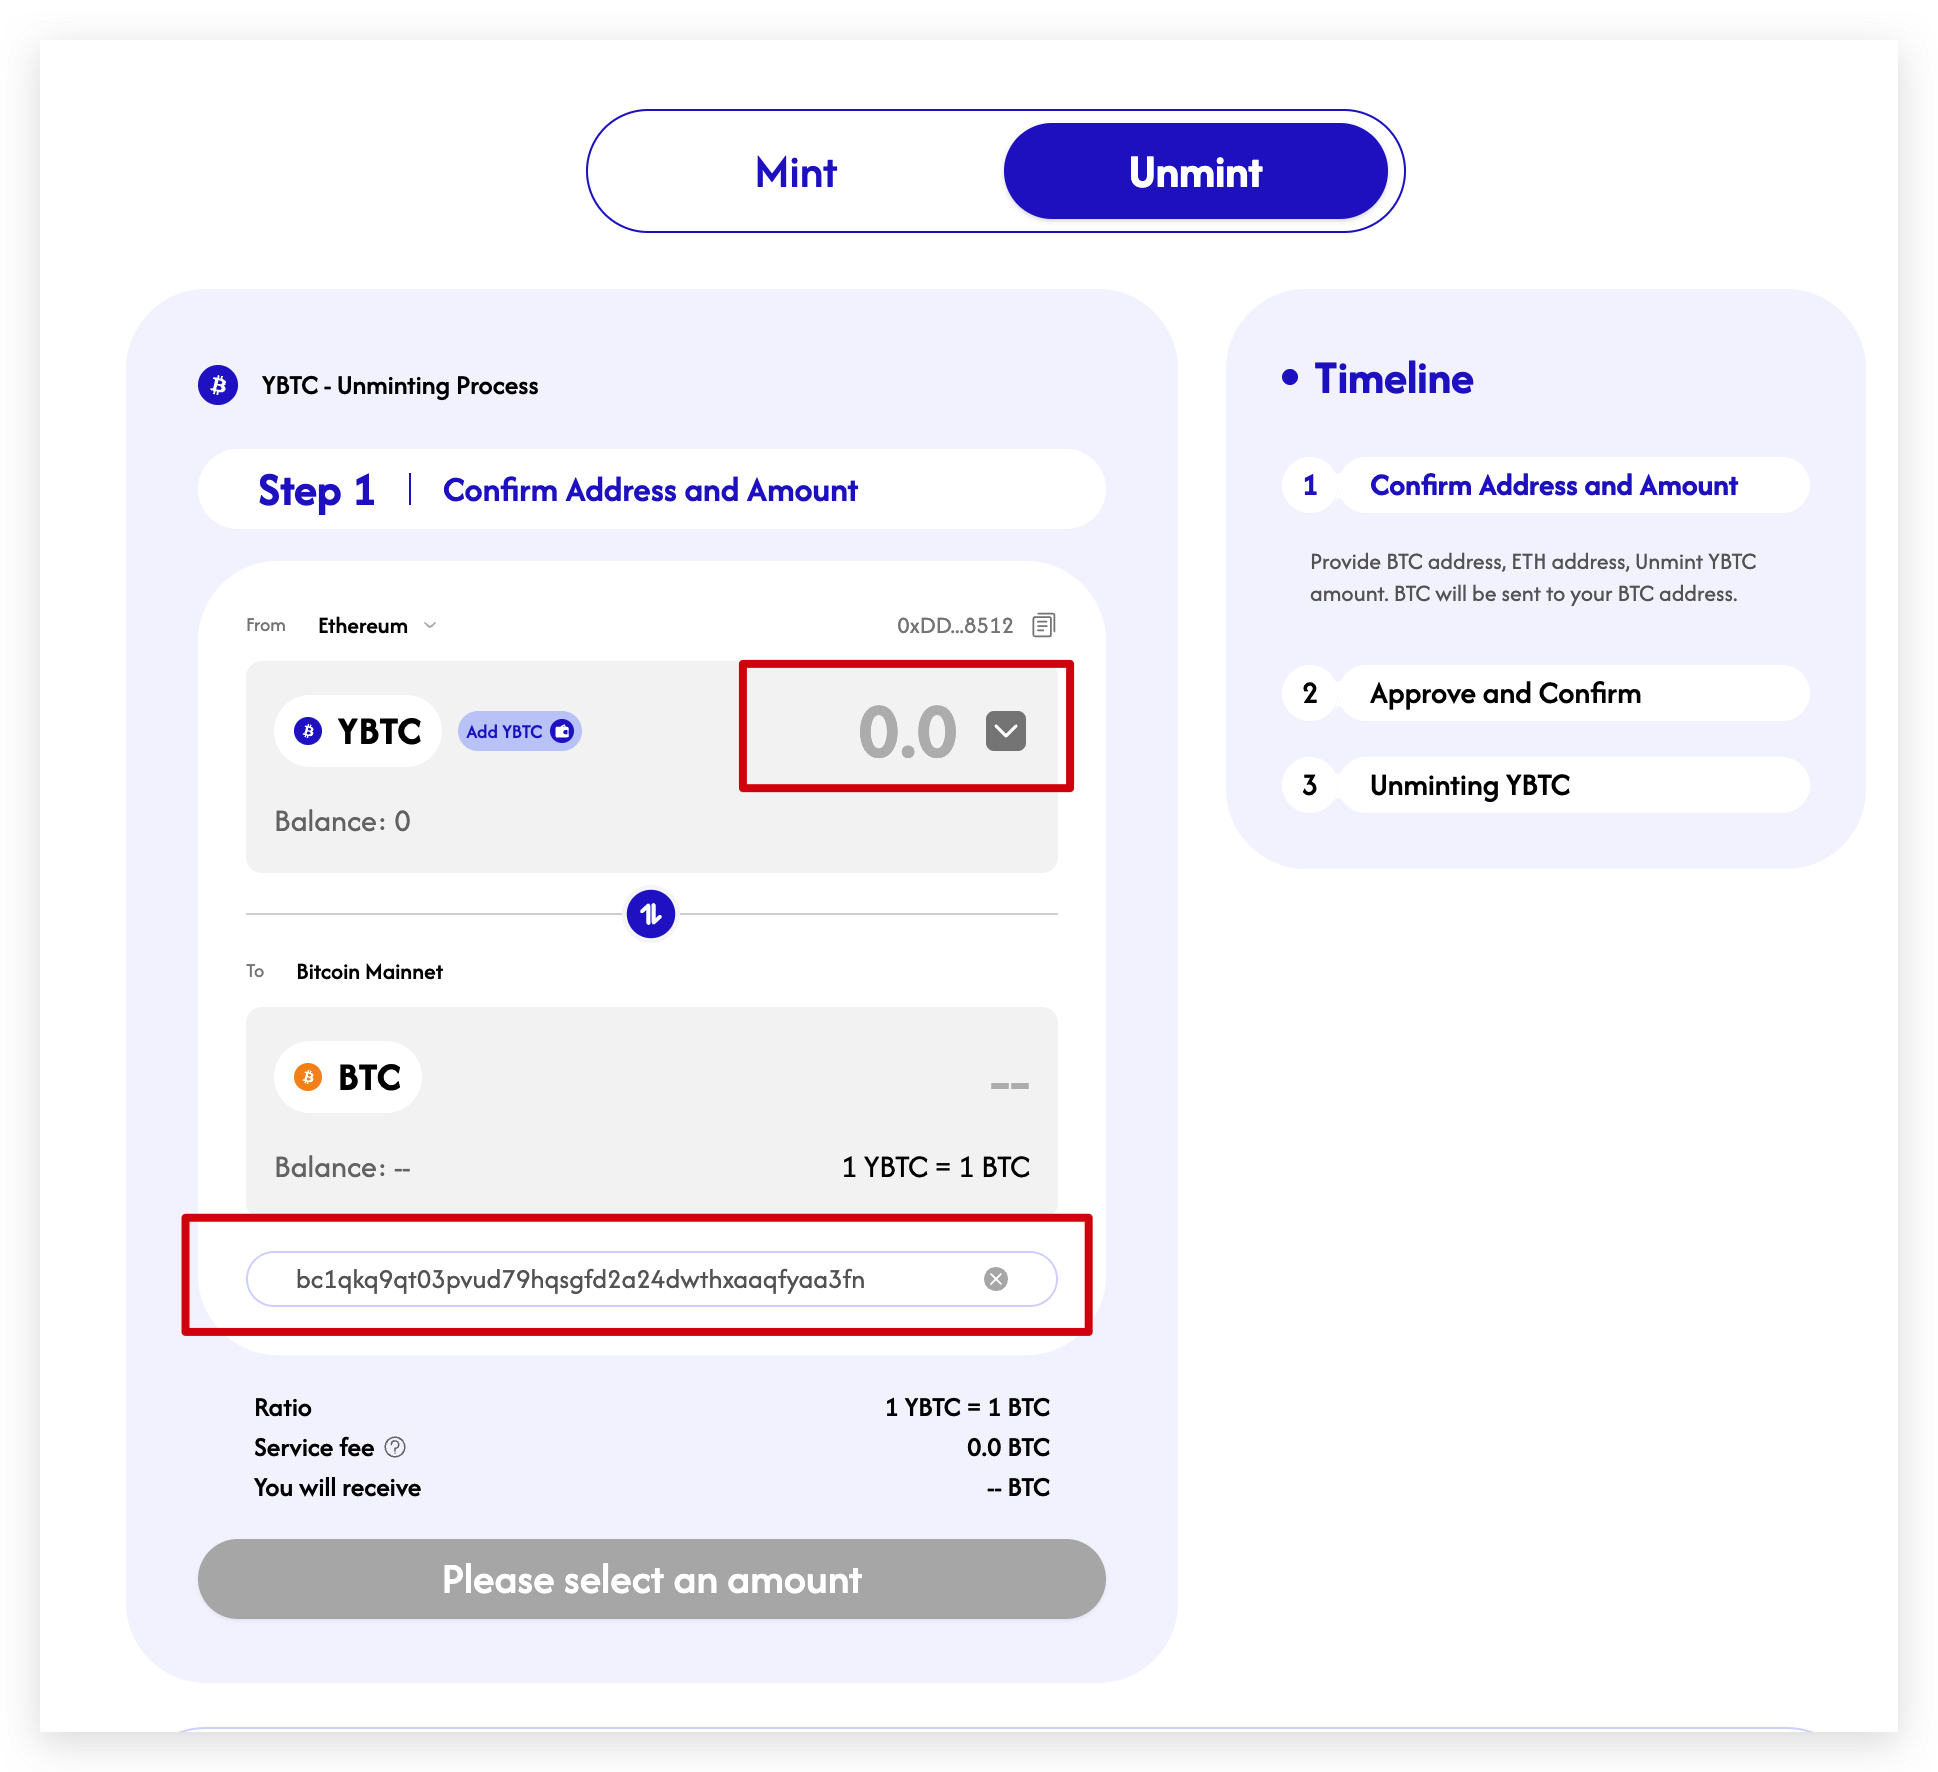 Mint
Unmint
YBTC - Unminting Process
Step 1 | Confirm Address and Amount
From Ethereum 0xDD...8512
YBTC Add YBTC 0.0
Balance: 0
To Bitcoin Mainnet
BTC --
Balance: -- 1 YBTC = 1 BTC
bc1qkq9qt03pvud79hqsgfd2a24dwthxaaqfyaa3fn
Ratio 1 YBTC = 1 BTC
Service fee 0.0 BTC
You will receive -- BTC
Please select an amount
Timeline
1 Confirm Address and Amount
Provide BTC address, ETH address, Unmint YBTC
amount. BTC will be sent to your BTC address.
2 Approve and Confirm
3 Unminting YBTC